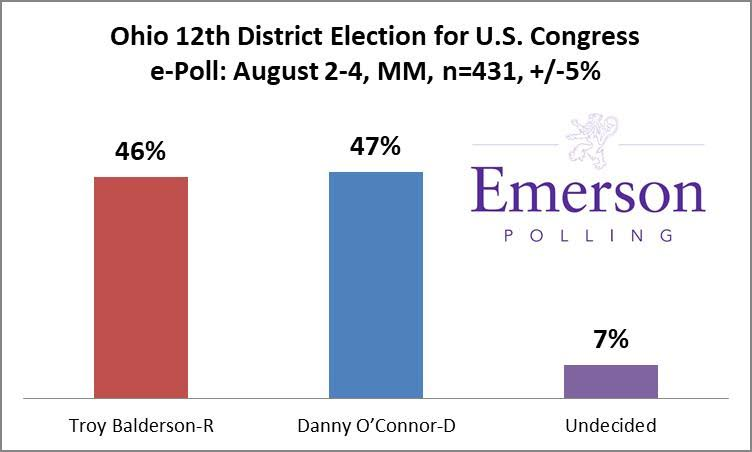 Ohio 12th District Election for U.S. Congress
e-Poll: August 2-4, MM, n=431, +/-5%
46%
47%
7%
Emerson
POLLING
Troy Balderson-R
Danny O’Connor-D
Undecided